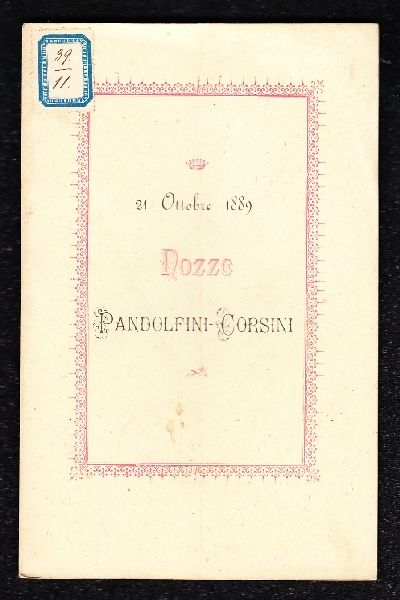 39.
11.
21 Ottobre 1889
Nozze
PANDOLFINI-CORSINI